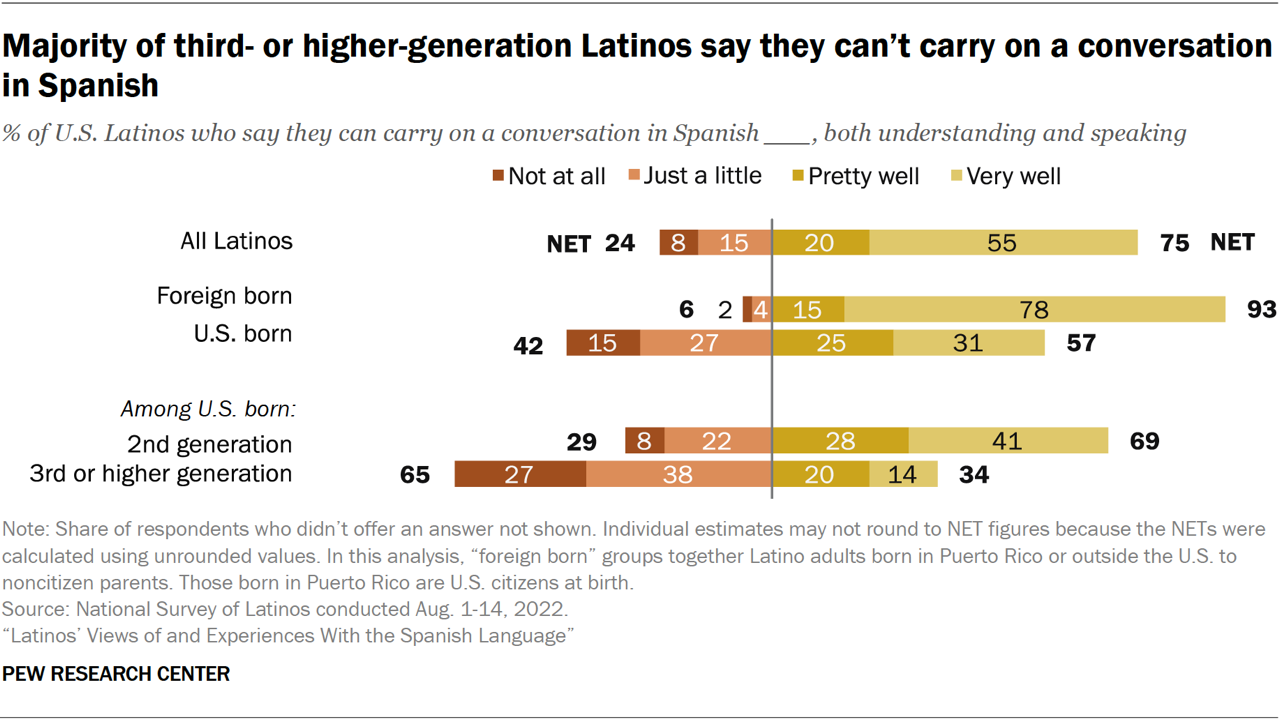 Majority of third- or higher-generation Latinos say they can’t carry on a conversation
in Spanish
% of U.S. Latinos who say they can carry on a conversation in Spanish ___, both understanding and speaking
Not at all Just a little Pretty well Very well
All Latinos NET 24 8 15 20 55 75 NET
Foreign born 6 2 4 15 78 93
U.S. born 42 15 27 25 31 57
Among U.S. born:
2nd generation 29 8 22 28 41 69
3rd or higher generation 65 27 38 20 14 34
Note: Share of respondents who didn’t offer an answer not shown. Individual estimates may not round to NET figures because the NETs were
calculated using unrounded values. In this analysis, “foreign born” groups together Latino adults born in Puerto Rico or outside the U.S. to
noncitizen parents. Those born in Puerto Rico are U.S. citizens at birth.
Source: National Survey of Latinos conducted Aug. 1-14, 2022.
“Latinos’ Views of and Experiences With the Spanish Language”
PEW RESEARCH CENTER